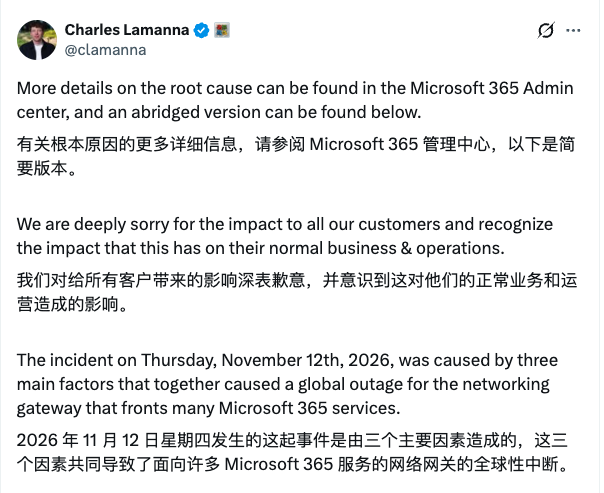 Charles Lamanna
@clamanna
More details on the root cause can be found in the Microsoft 365 Admin
center, and an abridged version can be found below.
有关根本原因的更多详细信息，请参阅 Microsoft 365 管理中心，以下是简
要版本。
We are deeply sorry for the impact to all our customers and recognize
the impact that this has on their normal business & operations.
我们对给所有客户带来的影响深表歉意，并意识到这对他们的正常业务和运
营造成的影响。
The incident on Thursday, November 12th, 2026, was caused by three
main factors that together caused a global outage for the networking
gateway that fronts many Microsoft 365 services.
2026 年 11 月 12 日星期四发生的这起事件是由三个主要因素造成的，这三
个因素共同导致了面向许多 Microsoft 365 服务的网络网关的全球性中断。